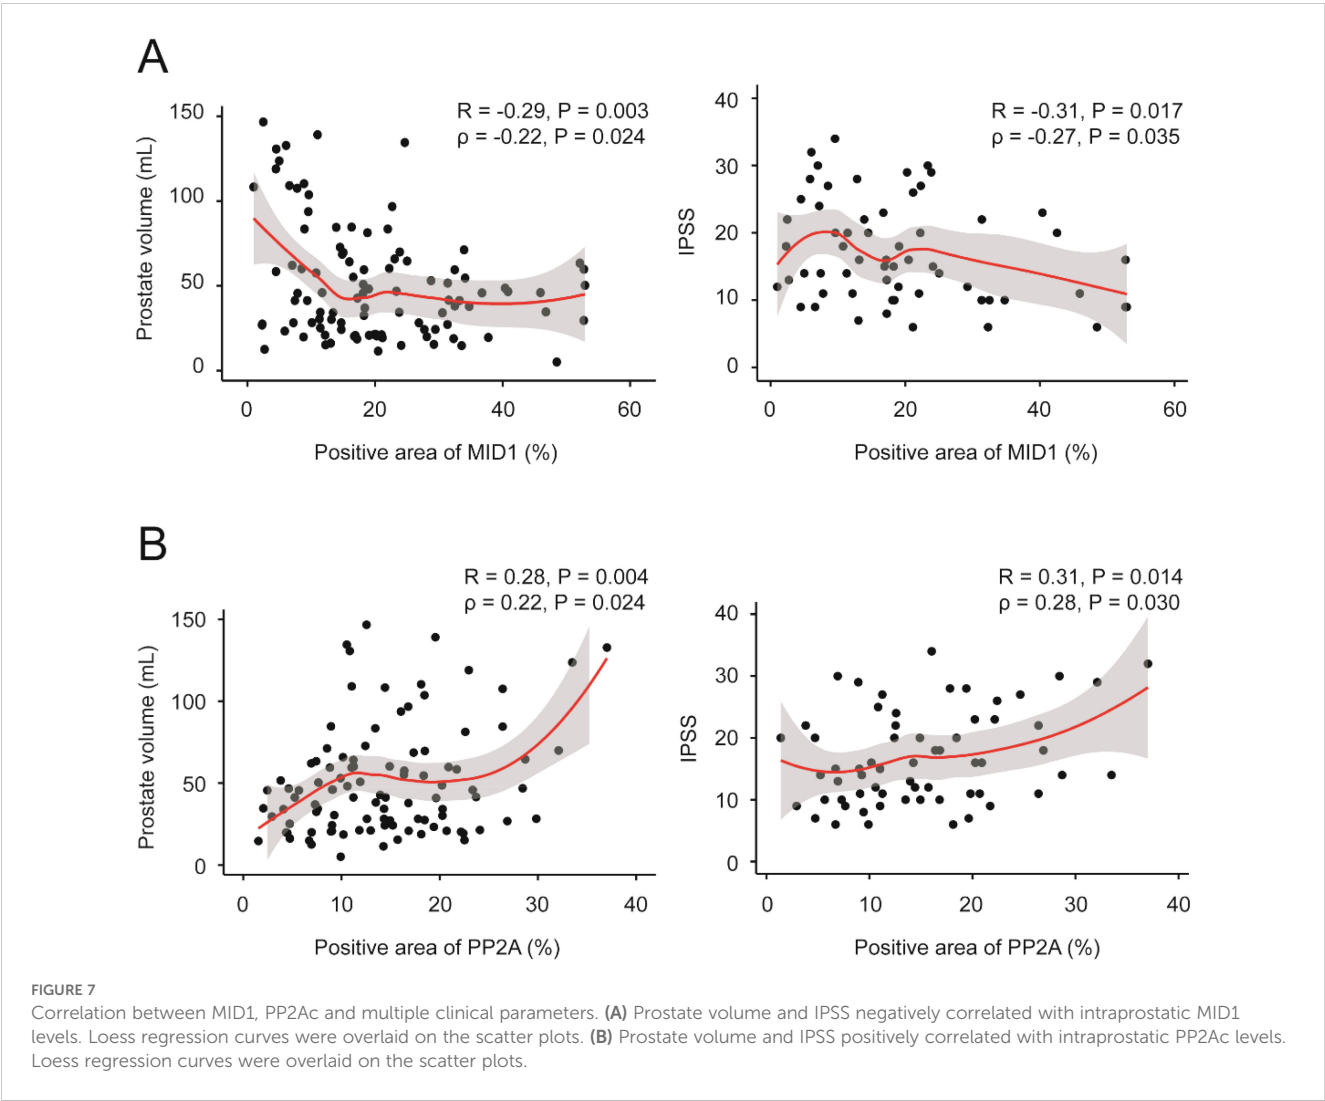 A
R = -0.29, P = 0.003
ρ = -0.22, P = 0.024
Prostate volume (mL)
150
100
50
0
0 20 40 60
Positive area of MID1 (%)
R = -0.31, P = 0.017
ρ = -0.27, P = 0.035
IPSS
40
30
20
10
0
0 20 40 60
Positive area of MID1 (%)
B
R = 0.28, P = 0.004
ρ = 0.22, P = 0.024
Prostate volume (mL)
150
100
50
0
0 10 20 30 40
Positive area of PP2A (%)
R = 0.31, P = 0.014
ρ = 0.28, P = 0.030
IPSS
40
30
20
10
0
0 10 20 30 40
Positive area of PP2A (%)
FIGURE 7
Correlation between MID1, PP2Ac and multiple clinical parameters. (A) Prostate volume and IPSS negatively correlated with intraprostatic MID1
levels. Loess regression curves were overlaid on the scatter plots. (B) Prostate volume and IPSS positively correlated with intraprostatic PP2Ac levels.
Loess regression curves were overlaid on the scatter plots.